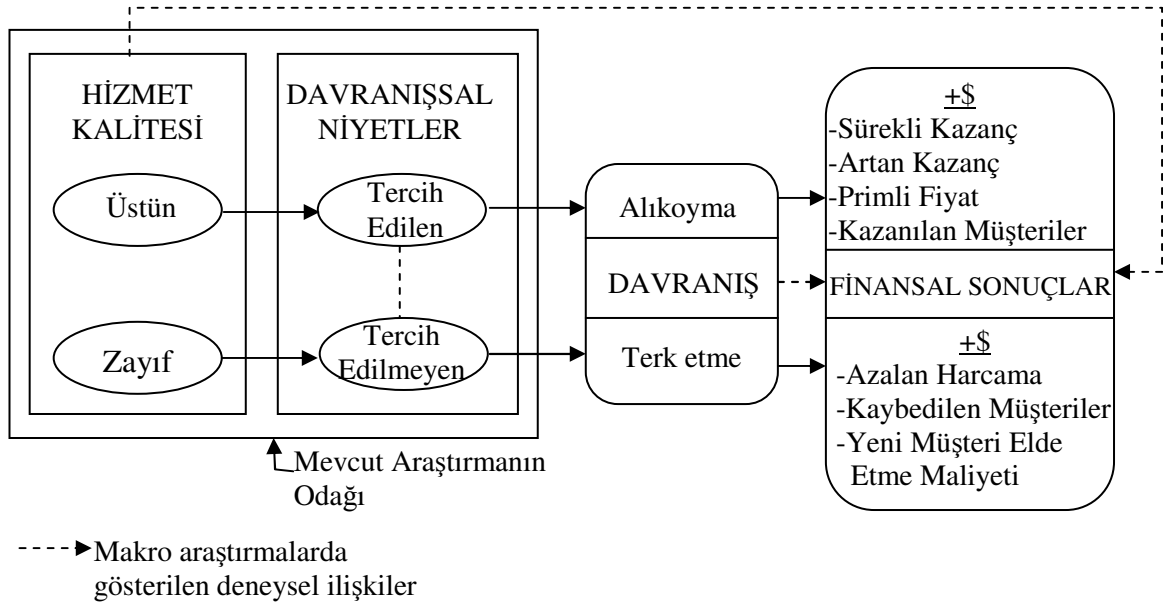 HİZMET
KALİTESİ
Üstün
Zayıf
DAVRANIŞSAL
NİYETLER
Tercih
Edilen
Tercih
Edilmeyen
Alıkoyma
DAVRANIŞ
Terk etme
+$
-Sürekli Kazanç
-Artan Kazanç
-Primli Fiyat
-Kazanılan Müşteriler
FİNANSAL SONUÇLAR
+$
-Azalan Harcama
-Kaybedilen Müşteriler
-Yeni Müşteri Elde
Etme Maliyeti
Mevcut Araştırmanın
Odağı
Makro araştırmalarda
gösterilen deneysel ilişkiler